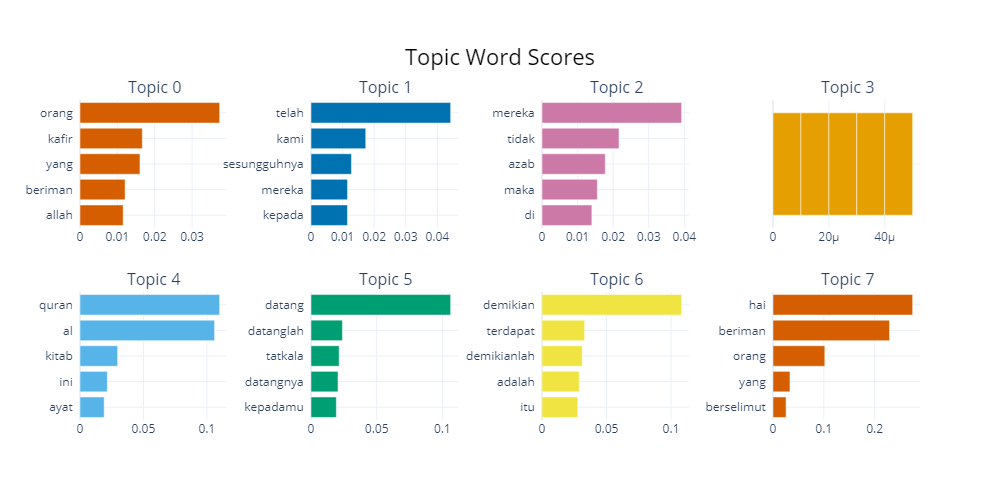 Topic Word Scores
Topic 0
orang
kafir
yang
beriman
allah
0 0.01 0.02 0.03
Topic 1
telah
kami
sesungguhnya
mereka
kepada
0 0.01 0.02 0.03 0.04
Topic 2
mereka
tidak
azab
maka
di
0 0.01 0.02 0.03 0.04
Topic 3
0 20μ 40μ
Topic 4
quran
al
kitab
ini
ayat
0 0.05 0.1
Topic 5
datang
datanglah
tatkala
datangnya
kepadamu
0 0.05 0.1
Topic 6
demikian
terdapat
demikianlah
adalah
itu
0 0.05 0.1
Topic 7
hai
beriman
orang
yang
berselimut
0 0.1 0.2